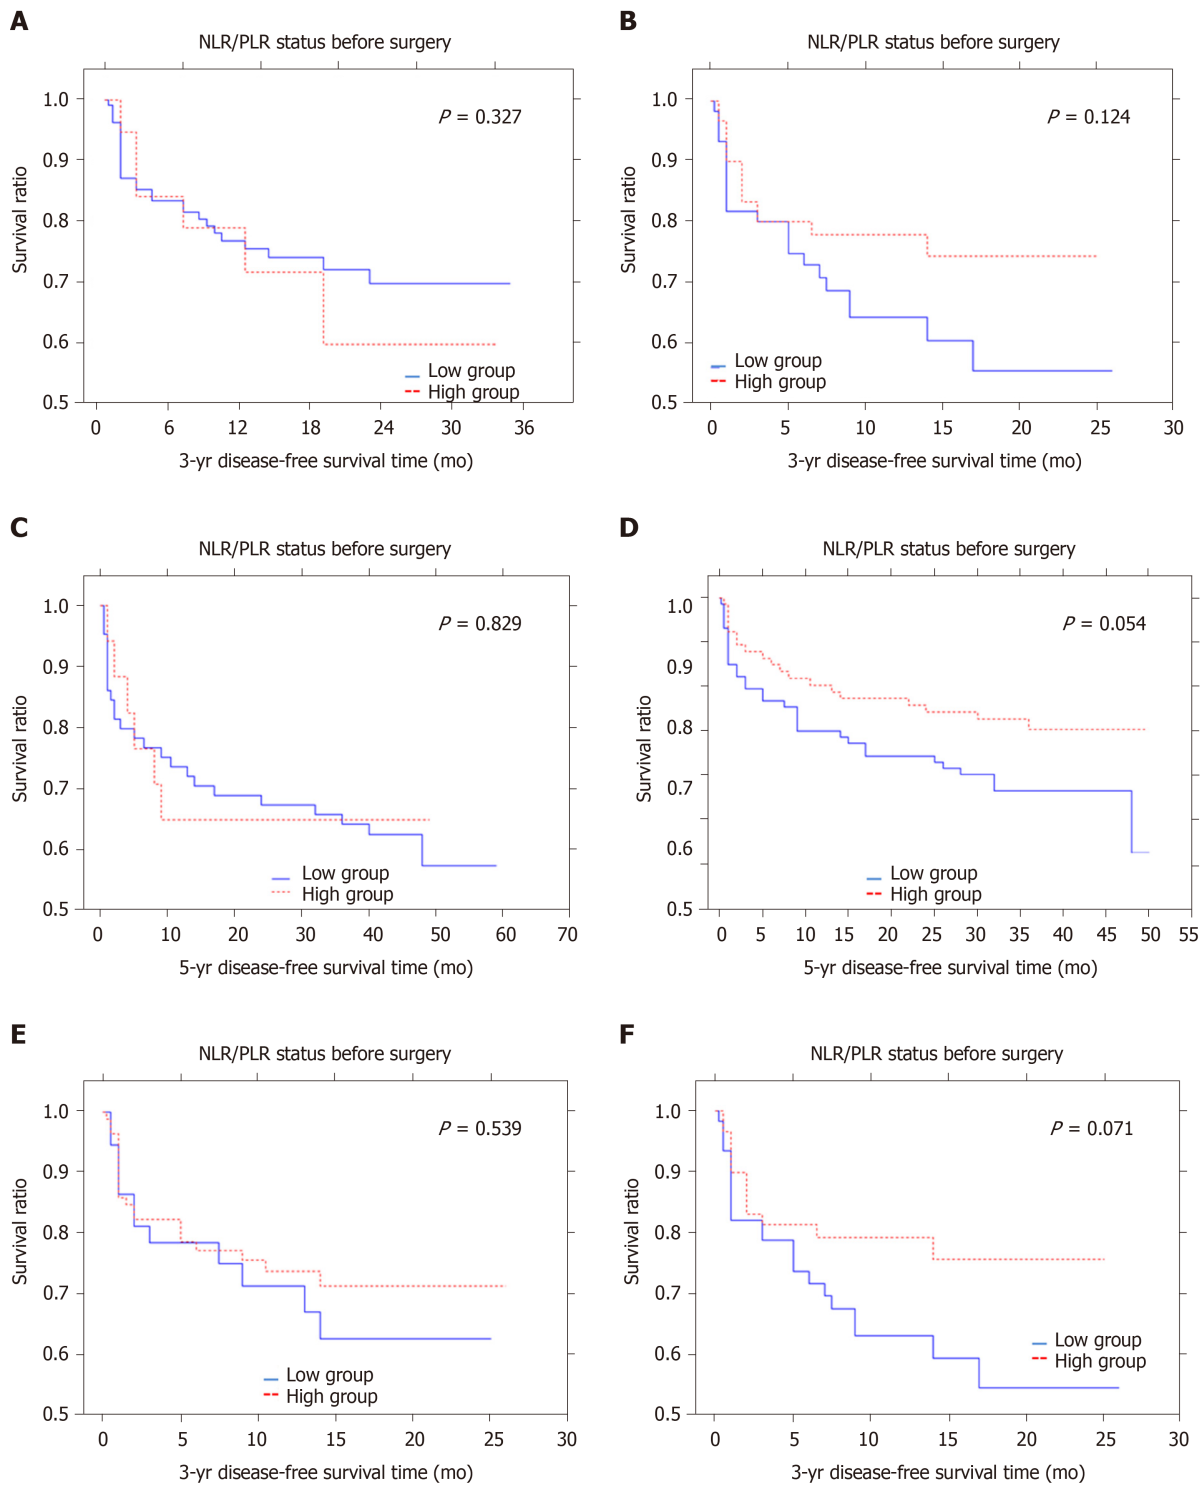 A
NLR/PLR status before surgery
P = 0.327
1.0
0.9
0.8
0.7
0.6
0.5
Survival ratio
Low group
High group
0 6 12 18 24 30 36
3-yr disease-free survival time (mo)
B
NLR/PLR status before surgery
P = 0.124
1.0
0.9
0.8
0.7
0.6
0.5
Survival ratio
Low group
High group
0 5 10 15 20 25 30
3-yr disease-free survival time (mo)
C
NLR/PLR status before surgery
P = 0.829
1.0
0.9
0.8
0.7
0.6
0.5
Survival ratio
Low group
High group
0 10 20 30 40 50 60 70
5-yr disease-free survival time (mo)
D
NLR/PLR status before surgery
P = 0.054
1.0
0.9
0.8
0.7
0.6
0.5
Survival ratio
Low group
High group
0 5 10 15 20 25 30 35 40 45 50 55
5-yr disease-free survival time (mo)
E
NLR/PLR status before surgery
P = 0.539
1.0
0.9
0.8
0.7
0.6
0.5
Survival ratio
Low group
High group
0 5 10 15 20 25 30
3-yr disease-free survival time (mo)
F
NLR/PLR status before surgery
P = 0.071
1.0
0.9
0.8
0.7
0.6
0.5
Survival ratio
Low group
High group
0 5 10 15 20 25 30
3-yr disease-free survival time (mo)